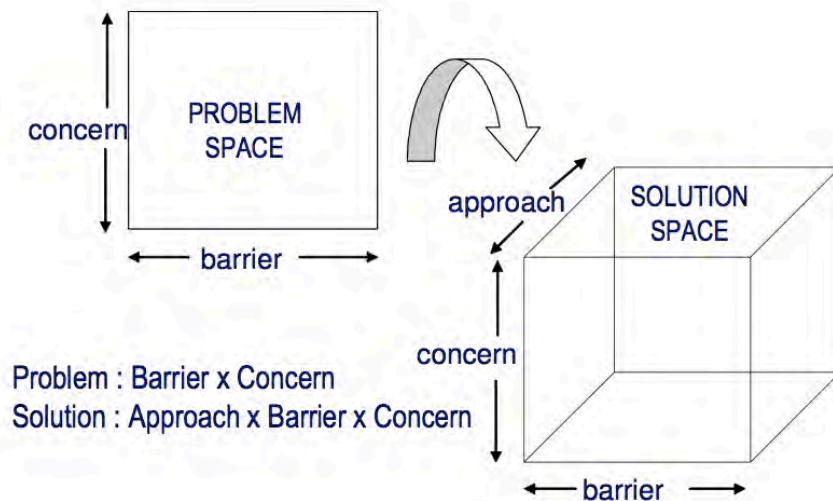 concern
PROBLEM
SPACE
barrier
approach
SOLUTION
SPACE
concern
barrier
Problem : Barrier x Concern
Solution : Approach x Barrier x Concern